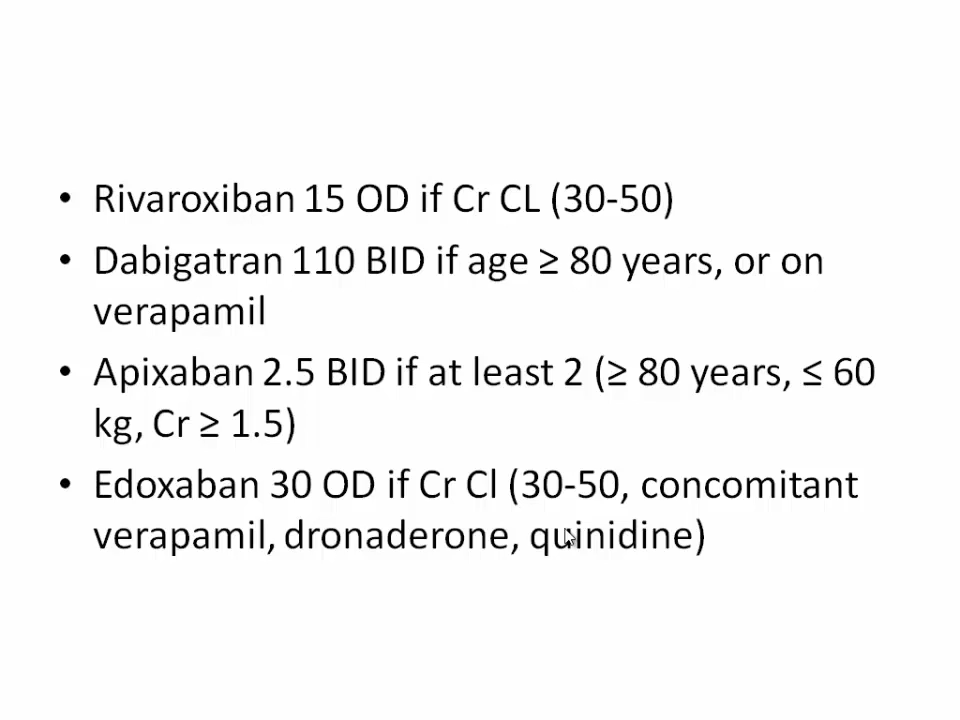 • Rivaroxiban 15 OD if Cr CL (30-50)
• Dabigatran 110 BID if age ≥ 80 years, or on
verapamil
• Apixaban 2.5 BID if at least 2 (≥ 80 years, ≤ 60
kg, Cr ≥ 1.5)
• Edoxaban 30 OD if Cr Cl (30-50, concomitant
verapamil, dronaderone, quinidine)